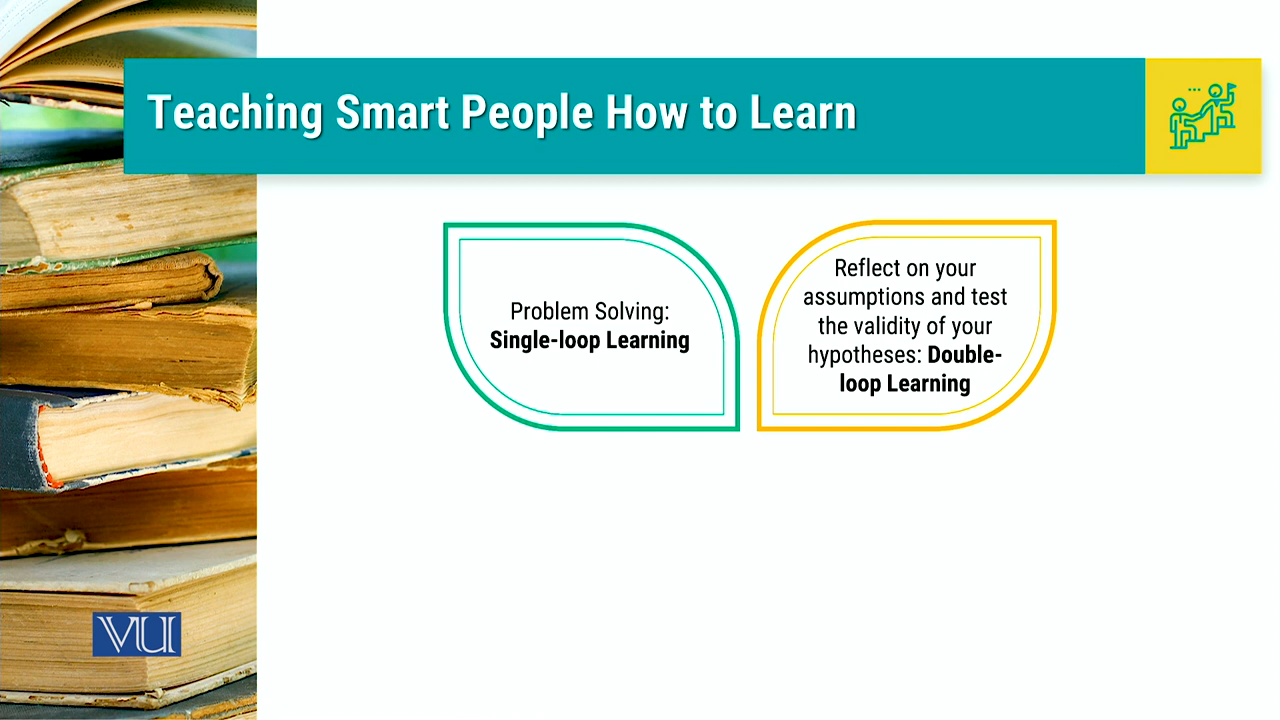 Teaching Smart People How to Learn
Problem Solving:
Single-loop Learning
Reflect on your
assumptions and test
the validity of your
hypotheses: Double-
loop Learning
VU